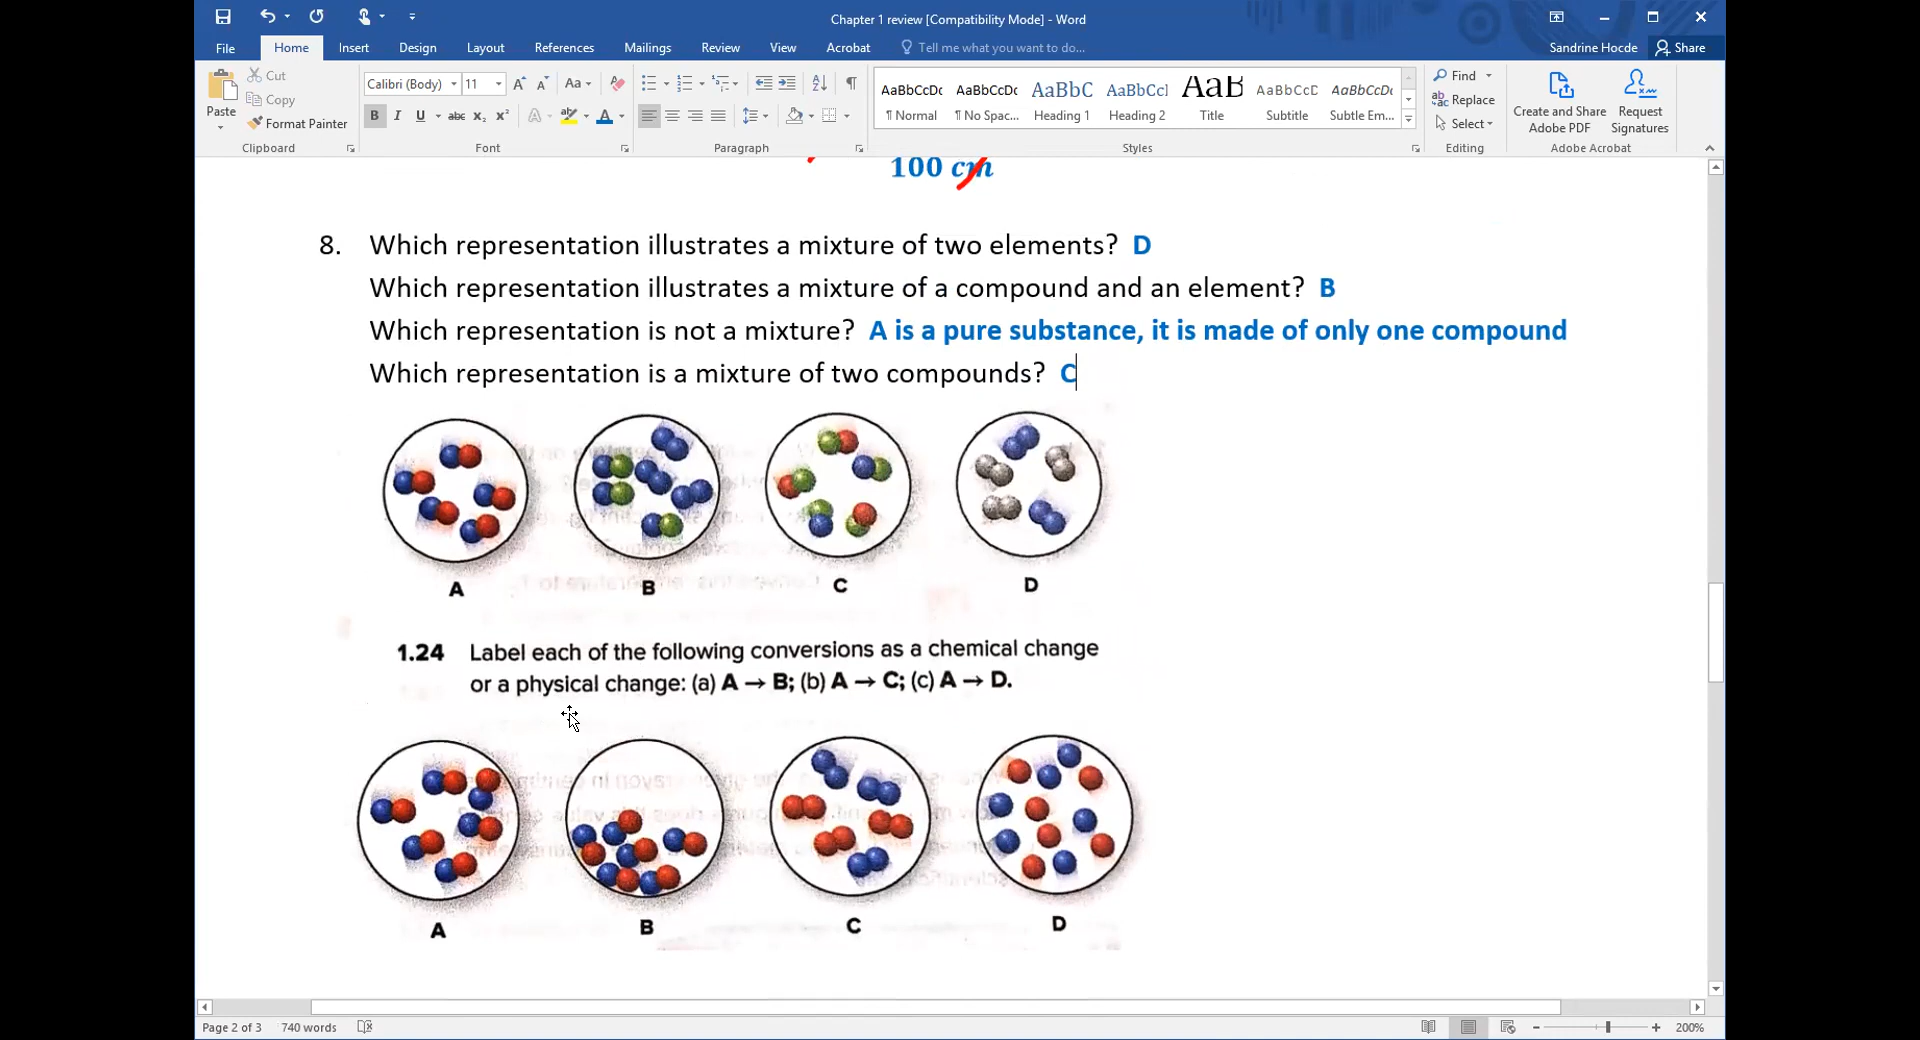 Chapter 1 review [Compatibility Mode] - Word
File Home Insert Design Layout References Mailings Review View Acrobat Tell me what you want to do... Sandrine Hocde Share
Paste
Cut
Copy
Format Painter
Clipboard
Calibri (Body) 11
Font
Paragraph
AaBbCcDc AaBbCcDc AaBbC AaBbCcI AaB AaBbCcD AaBbCcDc
¶ Normal ¶ No Spac... Heading 1 Heading 2 Title Subtitle Subtle Em...
Styles
Find
Replace
Select
Editing
Create and Share Adobe PDF
Request Signatures
Adobe Acrobat
100 cm
8. Which representation illustrates a mixture of two elements? D
Which representation illustrates a mixture of a compound and an element? B
Which representation is not a mixture? A is a pure substance, it is made of only one compound
Which representation is a mixture of two compounds? C
A B C D
1.24 Label each of the following conversions as a chemical change
or a physical change: (a) A → B; (b) A → C; (c) A → D.
A B C D
Page 2 of 3 740 words 200%